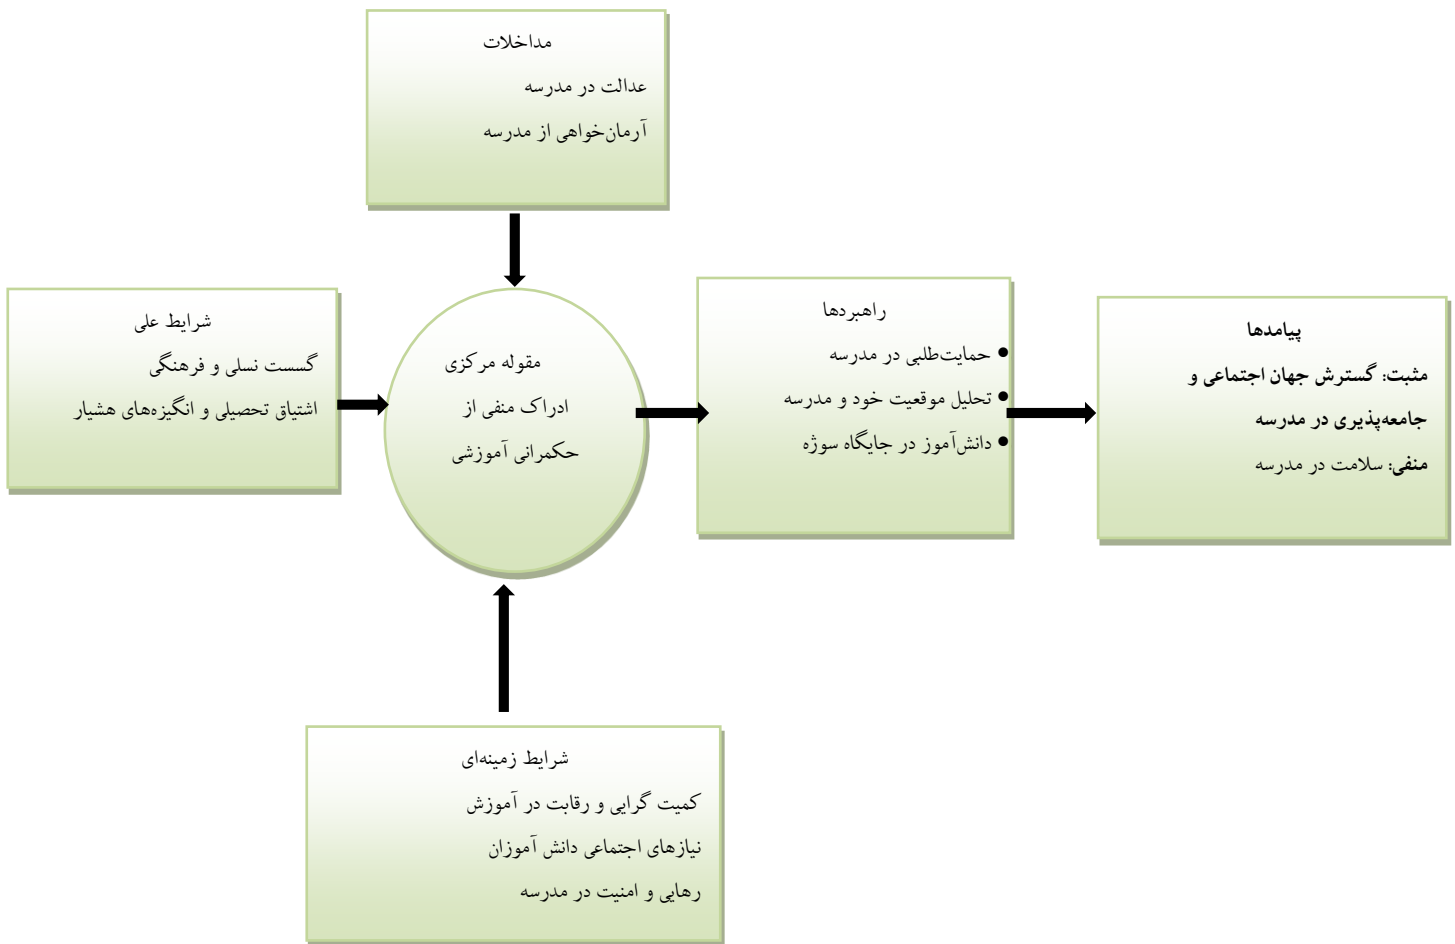 مداخلات
عدالت در مدرسه
آرمان‌خواهی از مدرسه
شرایط علی
گسست نسلی و فرهنگی
اشتیاق تحصیلی و انگیزه‌های هشیار
مقوله مرکزی
ادراک منفی از
حکمرانی آموزشی
راهبردها
● حمایت‌طلبی در مدرسه
● تحلیل موقعیت خود و مدرسه
● دانش‌آموز در جایگاه سوژه
پیامدها
مثبت: گسترش جهان اجتماعی و
جامعه‌پذیری در مدرسه
منفی: سلامت در مدرسه
شرایط زمینه‌ای
کمیت گرایی و رقابت در آموزش
نیازهای اجتماعی دانش آموزان
رهایی و امنیت در مدرسه